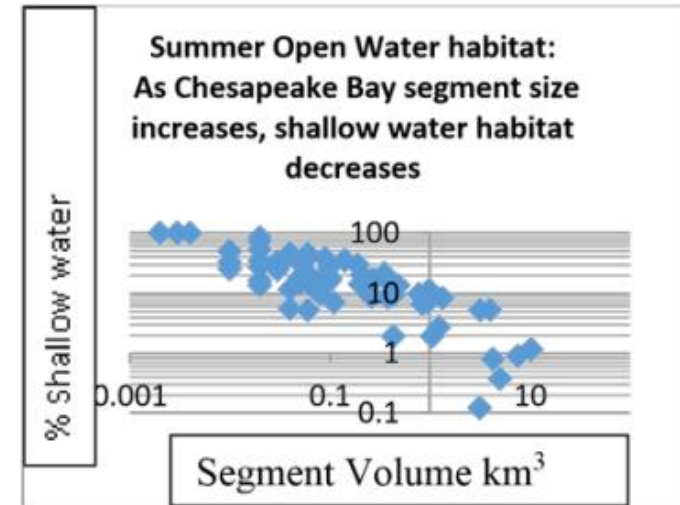 Summer Open Water habitat:
As Chesapeake Bay segment size
increases, shallow water habitat
decreases
% Shallow water
100
10
1
0.001
0.1
10
0.1
Segment Volume km³